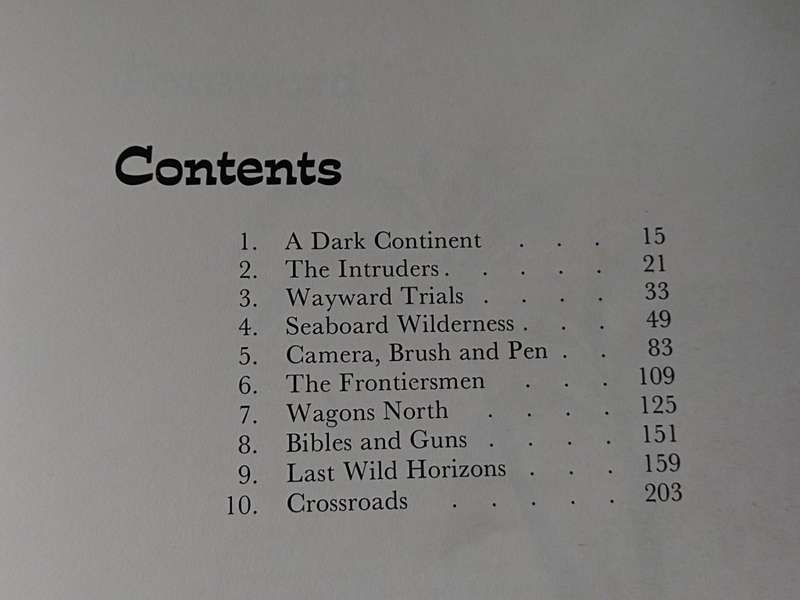 Contents
1. A Dark Continent . . . 15
2. The Intruders . . . . . 21
3. Wayward Trials . . . . 33
4. Seaboard Wilderness . . . 49
5. Camera, Brush and Pen . . 83
6. The Frontiersmen . . . 109
7. Wagons North . . . . 125
8. Bibles and Guns . . . . 151
9. Last Wild Horizons . . . 159
10. Crossroads . . . . . 203